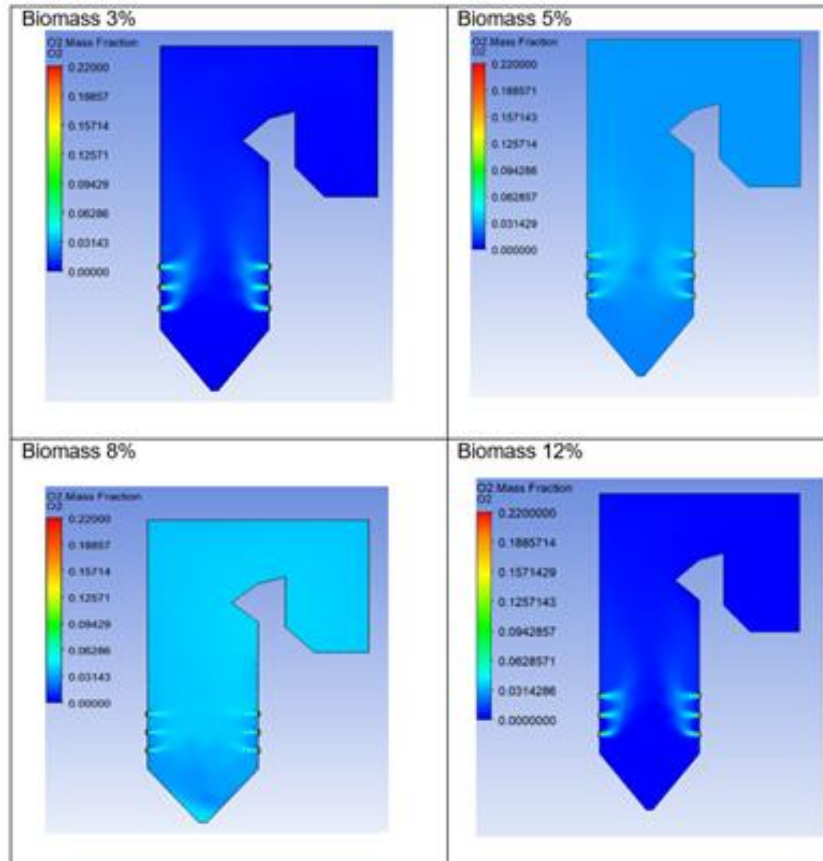 Biomass 3%
O2.Mass Fraction
O2
0.22000
0.18857
0.15714
0.12571
0.09429
0.06286
0.03143
0.00000
Biomass 5%
O2.Mass Fraction
O2
0.220000
0.188571
0.157143
0.125714
0.094286
0.062857
0.031429
0.000000
Biomass 8%
O2.Mass Fraction
O2
0.22000
0.18857
0.15714
0.12571
0.09429
0.06286
0.03143
0.00000
Biomass 12%
O2.Mass Fraction
O2
0.2200000
0.1885714
0.1571429
0.1257143
0.0942857
0.0628571
0.0314286
0.0000000